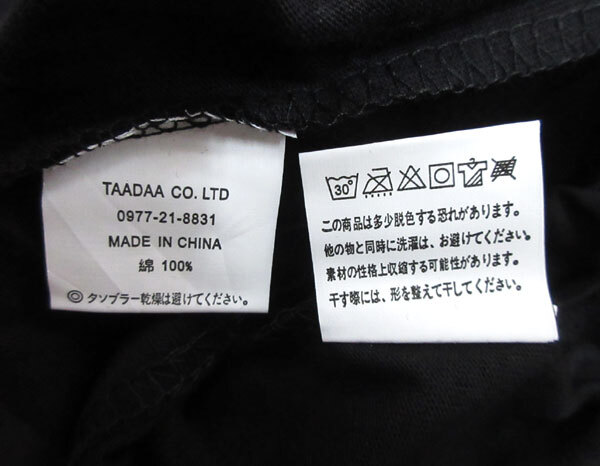 TAADAA CO. LTD
0977-21-8831
MADE IN CHINA
綿 100%
◎タンブラー乾燥は避けてください。
30°
この商品は多少脱色する恐れがあります。
他の物と同時に洗濯は、お避けてください。
素材の性格上収縮する可能性があります。
干す際には、形を整えて干してください。